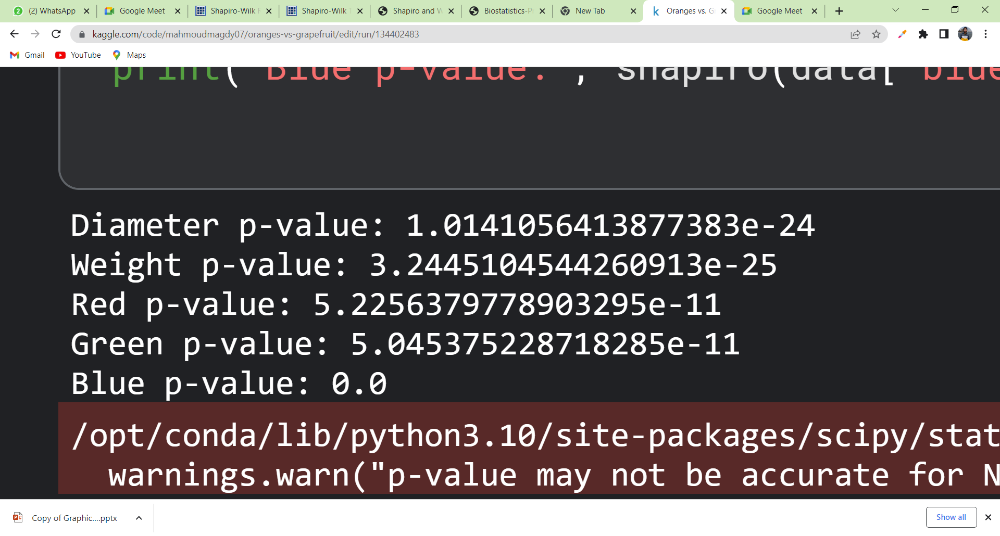 (2) WhatsApp
Google Meet
Shapiro-Wilk
Shapiro-Wilk
Shapiro and
Biostatistics-P
New Tab
Oranges vs. G
Google Meet
kaggle.com/code/mahmoudmagdy07/oranges-vs-grapefruit/edit/run/134402483
Gmail
YouTube
Maps
print("Blue p-value:", shapiro(data["blue
Diameter p-value: 1.0141056413877383e-24
Weight p-value: 3.2445104544260913e-25
Red p-value: 5.2256379778903295e-11
Green p-value: 5.045375228718285e-11
Blue p-value: 0.0
/opt/conda/lib/python3.10/site-packages/scipy/stat
warnings.warn("p-value may not be accurate for N
Copy of Graphic....pptx
Show all